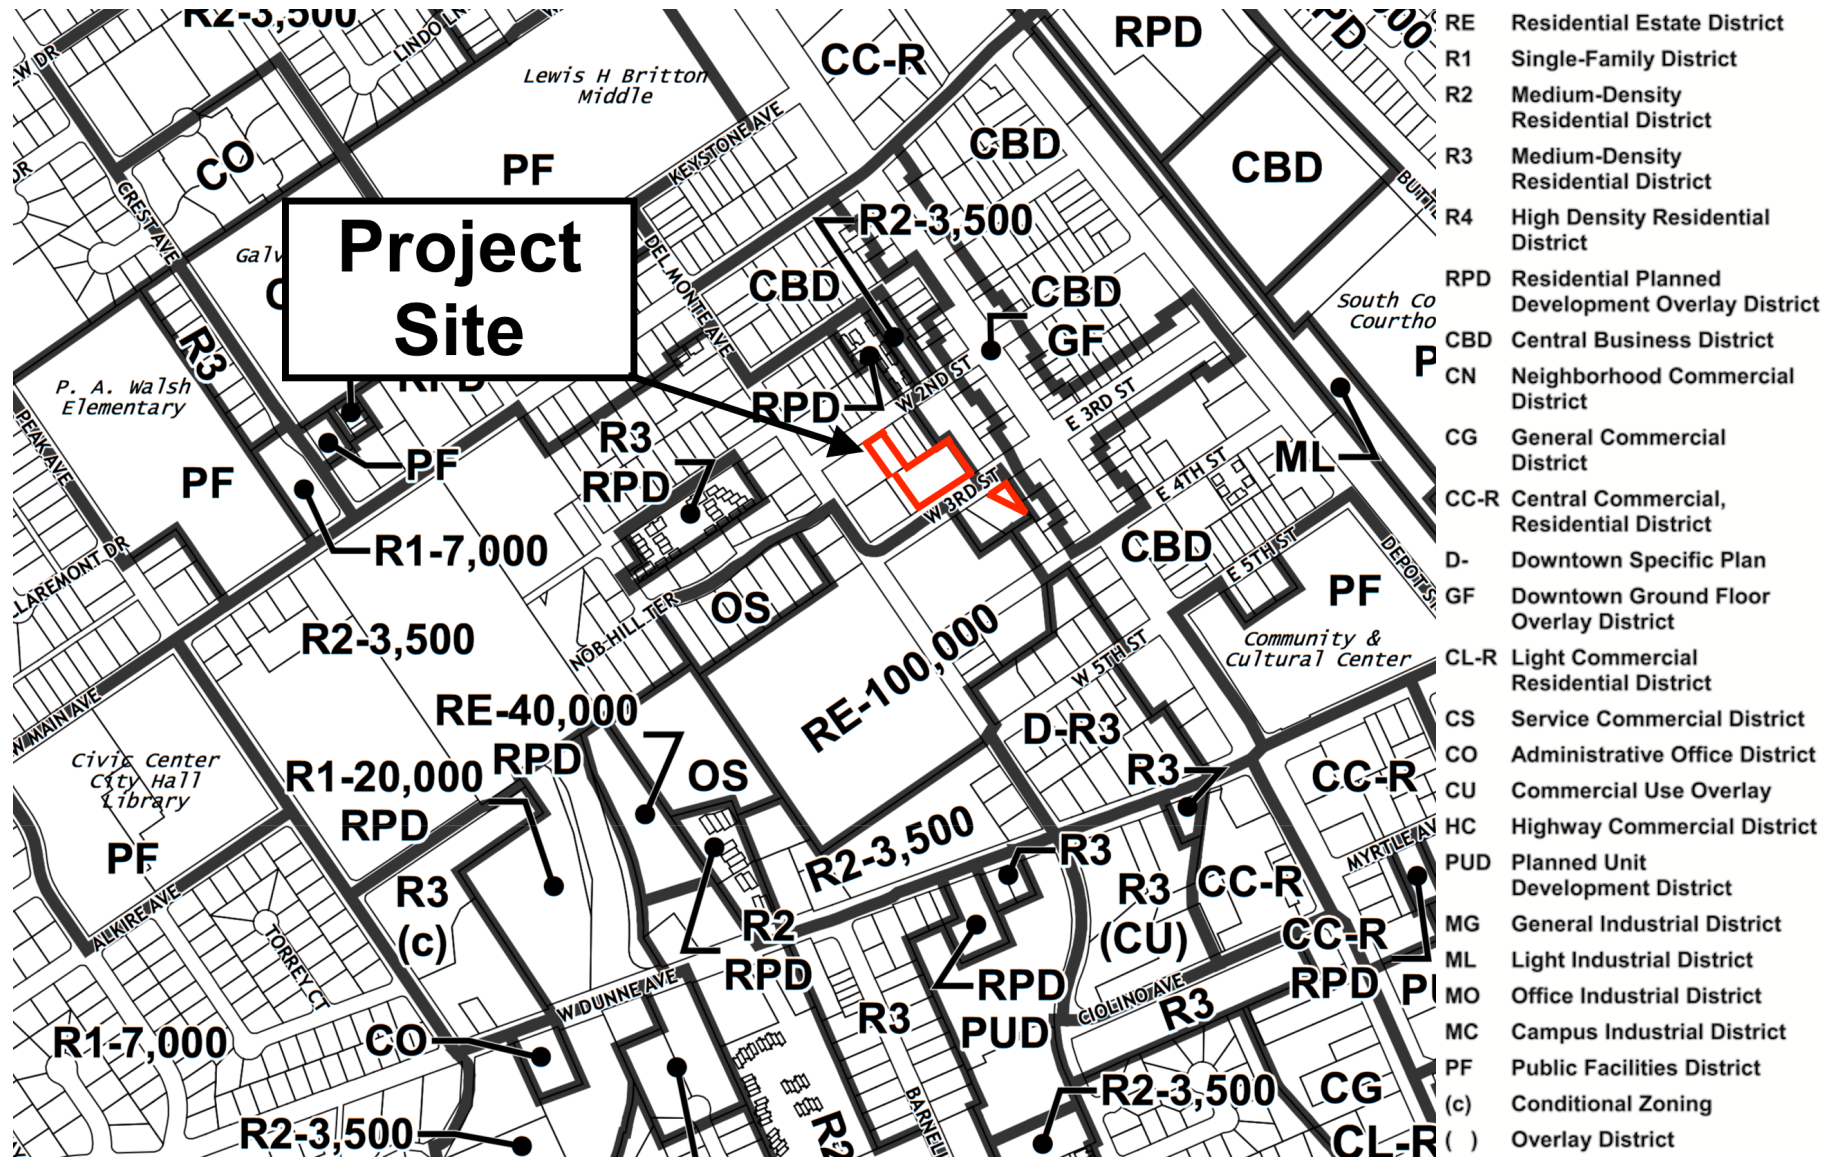 R2-3,500
LINDO LN
RPD
RPD
CC-R
Lewis H Britton
Middle
CO
PF
KEYSTONE AVE
CBD
CBD
CREST AVE
Project
Site
R2-3,500
DEL MONTE AVE
CBD
CBD
GF
South Co
Courtho
R3
P. A. Walsh
Elementary
RPD
RPD
W 2ND ST
E 3RD ST
PEAK AVE
PF
PF
R3
RPD
W 3RD ST
E 4TH ST
ML
R1-7,000
CBD
E 5TH ST
PF
OS
NOB HILL TER
R2-3,500
RE-100,000
W 5TH ST
Community &
Cultural Center
W MAIN AVE
RE-40,000
RPD
D-R3
Civic Center
City Hall
Library
R1-20,000
RPD
OS
R3
CC-R
PF
R2-3,500
R3
MYRTLE AV
ALKIRE AVE
R3
(c)
R3
(CU)
CC-R
TORREY CT
R2
RPD
CC-R
RPD
RPD
W DUNNE AVE
CIOLINO AVE
R3
R1-7,000
CO
R3
PUD
R2-3,500
R2-3,500
CG
CL-R
R2
RE Residential Estate District
R1 Single-Family District
R2 Medium-Density
Residential District
R3 Medium-Density
Residential District
R4 High Density Residential
District
RPD Residential Planned
Development Overlay District
CBD Central Business District
CN Neighborhood Commercial
District
CG General Commercial
District
CC-R Central Commercial,
Residential District
D- Downtown Specific Plan
GF Downtown Ground Floor
Overlay District
CL-R Light Commercial
Residential District
CS Service Commercial District
CO Administrative Office District
CU Commercial Use Overlay
HC Highway Commercial District
PUD Planned Unit
Development District
MG General Industrial District
ML Light Industrial District
MO Office Industrial District
MC Campus Industrial District
PF Public Facilities District
(c) Conditional Zoning
( ) Overlay District